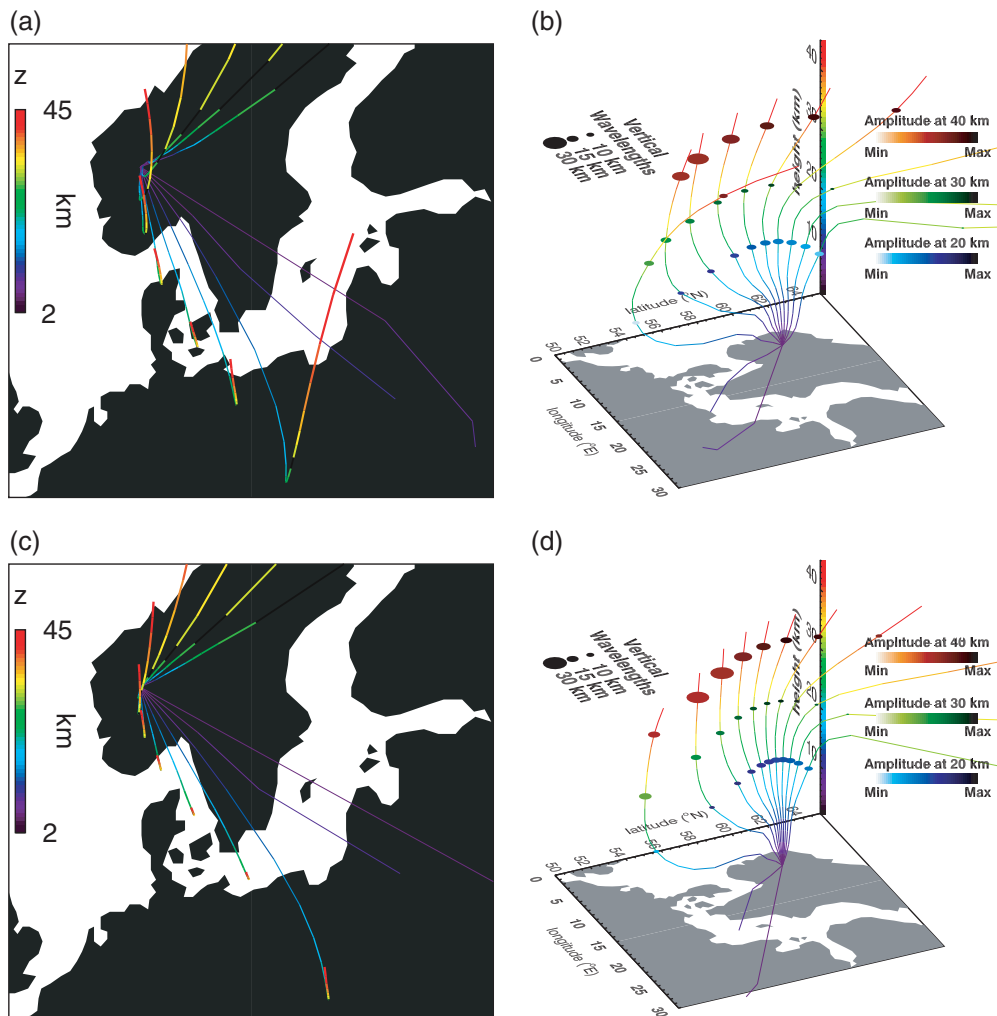 (a)
z
45
km
2
(b)
Vertical
Wavelengths
10 km
15 km
30 km
height (km)
40
30
20
10
Amplitude at 40 km
Min Max
Amplitude at 30 km
Min Max
Amplitude at 20 km
Min Max
latitude (°N)
50
52
54
56
58
60
62
64
longitude (°E)
0
5
10
15
20
25
30
(c)
z
45
km
2
(d)
Vertical
Wavelengths
10 km
15 km
30 km
height (km)
40
30
20
10
Amplitude at 40 km
Min Max
Amplitude at 30 km
Min Max
Amplitude at 20 km
Min Max
latitude (°N)
50
52
54
56
58
60
62
64
longitude (°E)
0
5
10
15
20
25
30